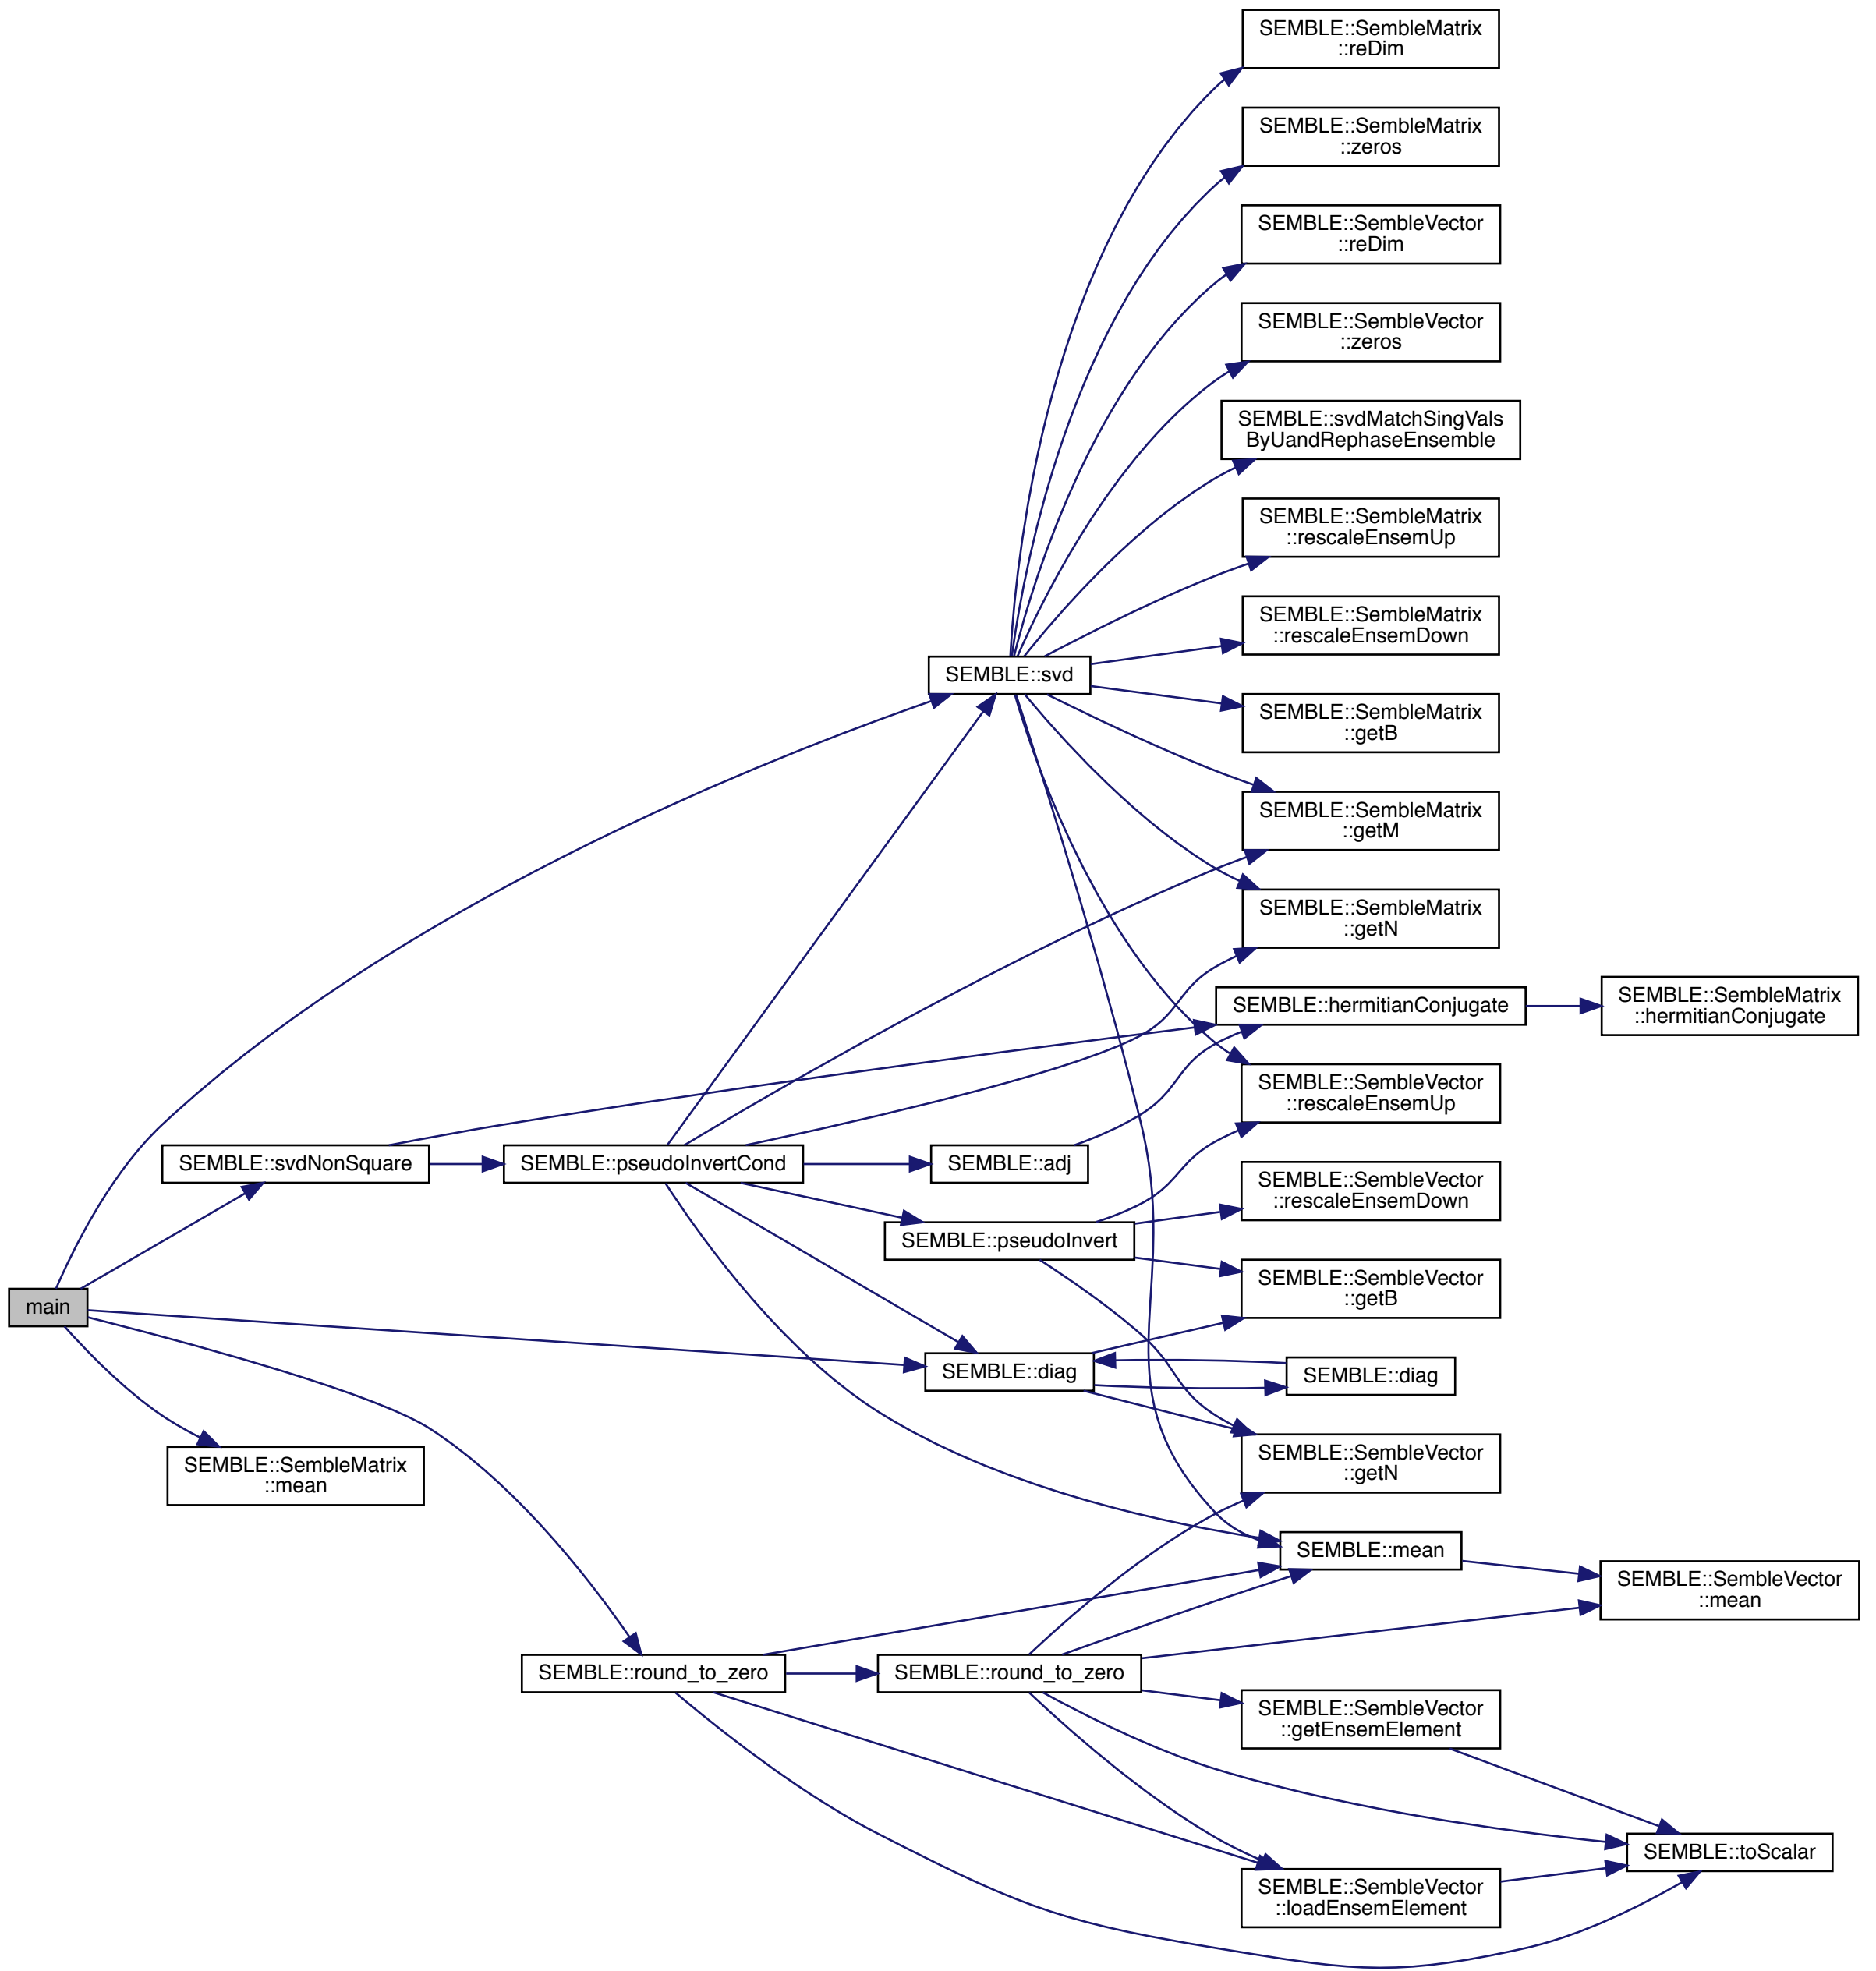 SEMBLE::SembleMatrix
::reDim
SEMBLE::SembleMatrix
::zeros
SEMBLE::SembleVector
::reDim
SEMBLE::SembleVector
::zeros
SEMBLE::svdMatchSingVals
ByUandRephaseEnsemble
SEMBLE::SembleMatrix
::rescaleEnsemUp
SEMBLE::SembleMatrix
::rescaleEnsemDown
SEMBLE::svd
SEMBLE::SembleMatrix
::getB
SEMBLE::SembleMatrix
::getM
SEMBLE::SembleMatrix
::getN
SEMBLE::hermitianConjugate
SEMBLE::SembleMatrix
::hermitianConjugate
SEMBLE::SembleVector
::rescaleEnsemUp
SEMBLE::svdNonSquare
SEMBLE::pseudoInvertCond
SEMBLE::adj
SEMBLE::SembleVector
::rescaleEnsemDown
SEMBLE::pseudoInvert
SEMBLE::SembleVector
::getB
main
SEMBLE::diag
SEMBLE::diag
SEMBLE::SembleMatrix
::mean
SEMBLE::SembleVector
::getN
SEMBLE::mean
SEMBLE::SembleVector
::mean
SEMBLE::round_to_zero
SEMBLE::round_to_zero
SEMBLE::SembleVector
::getEnsemElement
SEMBLE::toScalar
SEMBLE::SembleVector
::loadEnsemElement